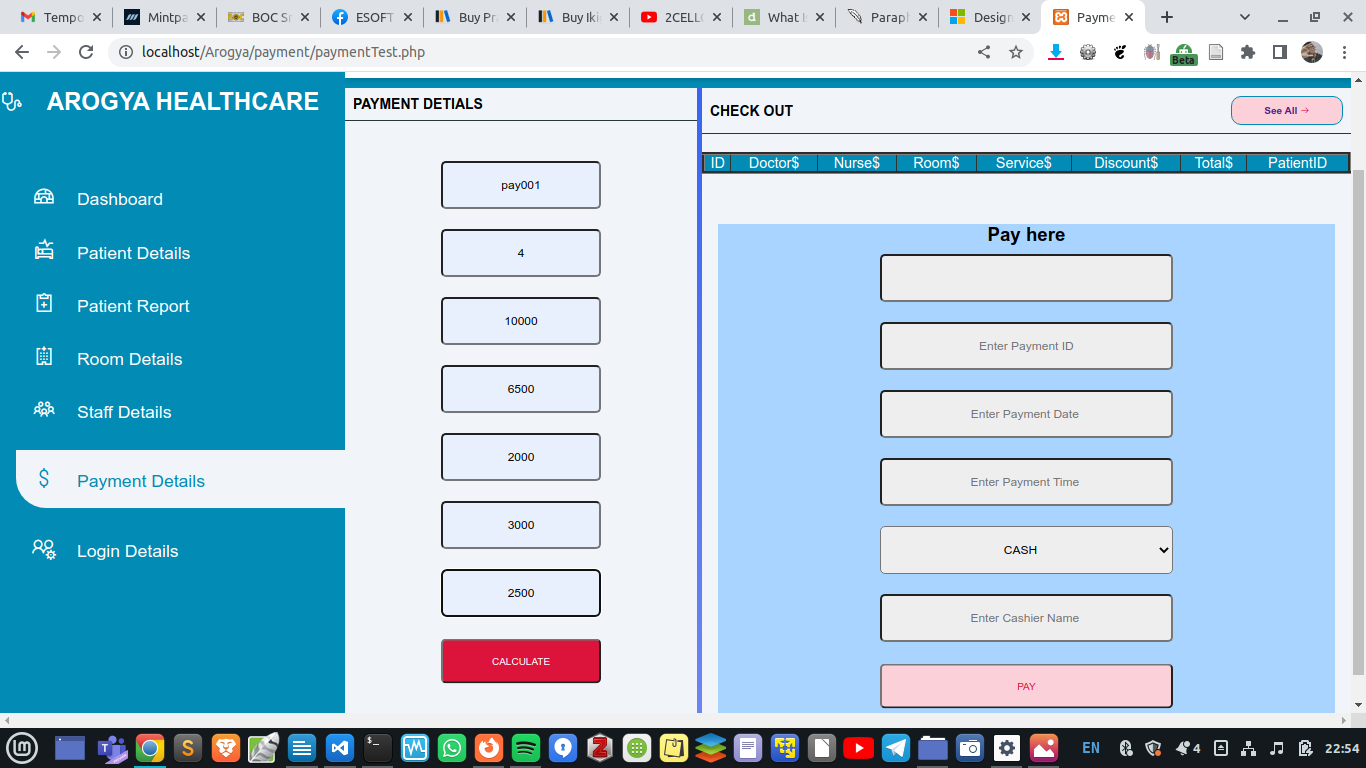 Tempo
Mintpa
BOC Sr
ESOFT
Buy Pr
Buy Iki
2CELLO
What I
Paraph
Design
Payme
localhost/Arogya/payment/paymentTest.php
Beta
AROGYA HEALTHCARE
Dashboard
Patient Details
Patient Report
Room Details
Staff Details
Payment Details
Login Details
PAYMENT DETIALS
pay001
4
10000
6500
2000
3000
2500
CALCULATE
CHECK OUT
See All →
ID Doctor$ Nurse$ Room$ Service$ Discount$ Total$ PatientID
Pay here
Enter Payment ID
Enter Payment Date
Enter Payment Time
CASH
Enter Cashier Name
PAY
EN 4 22:54